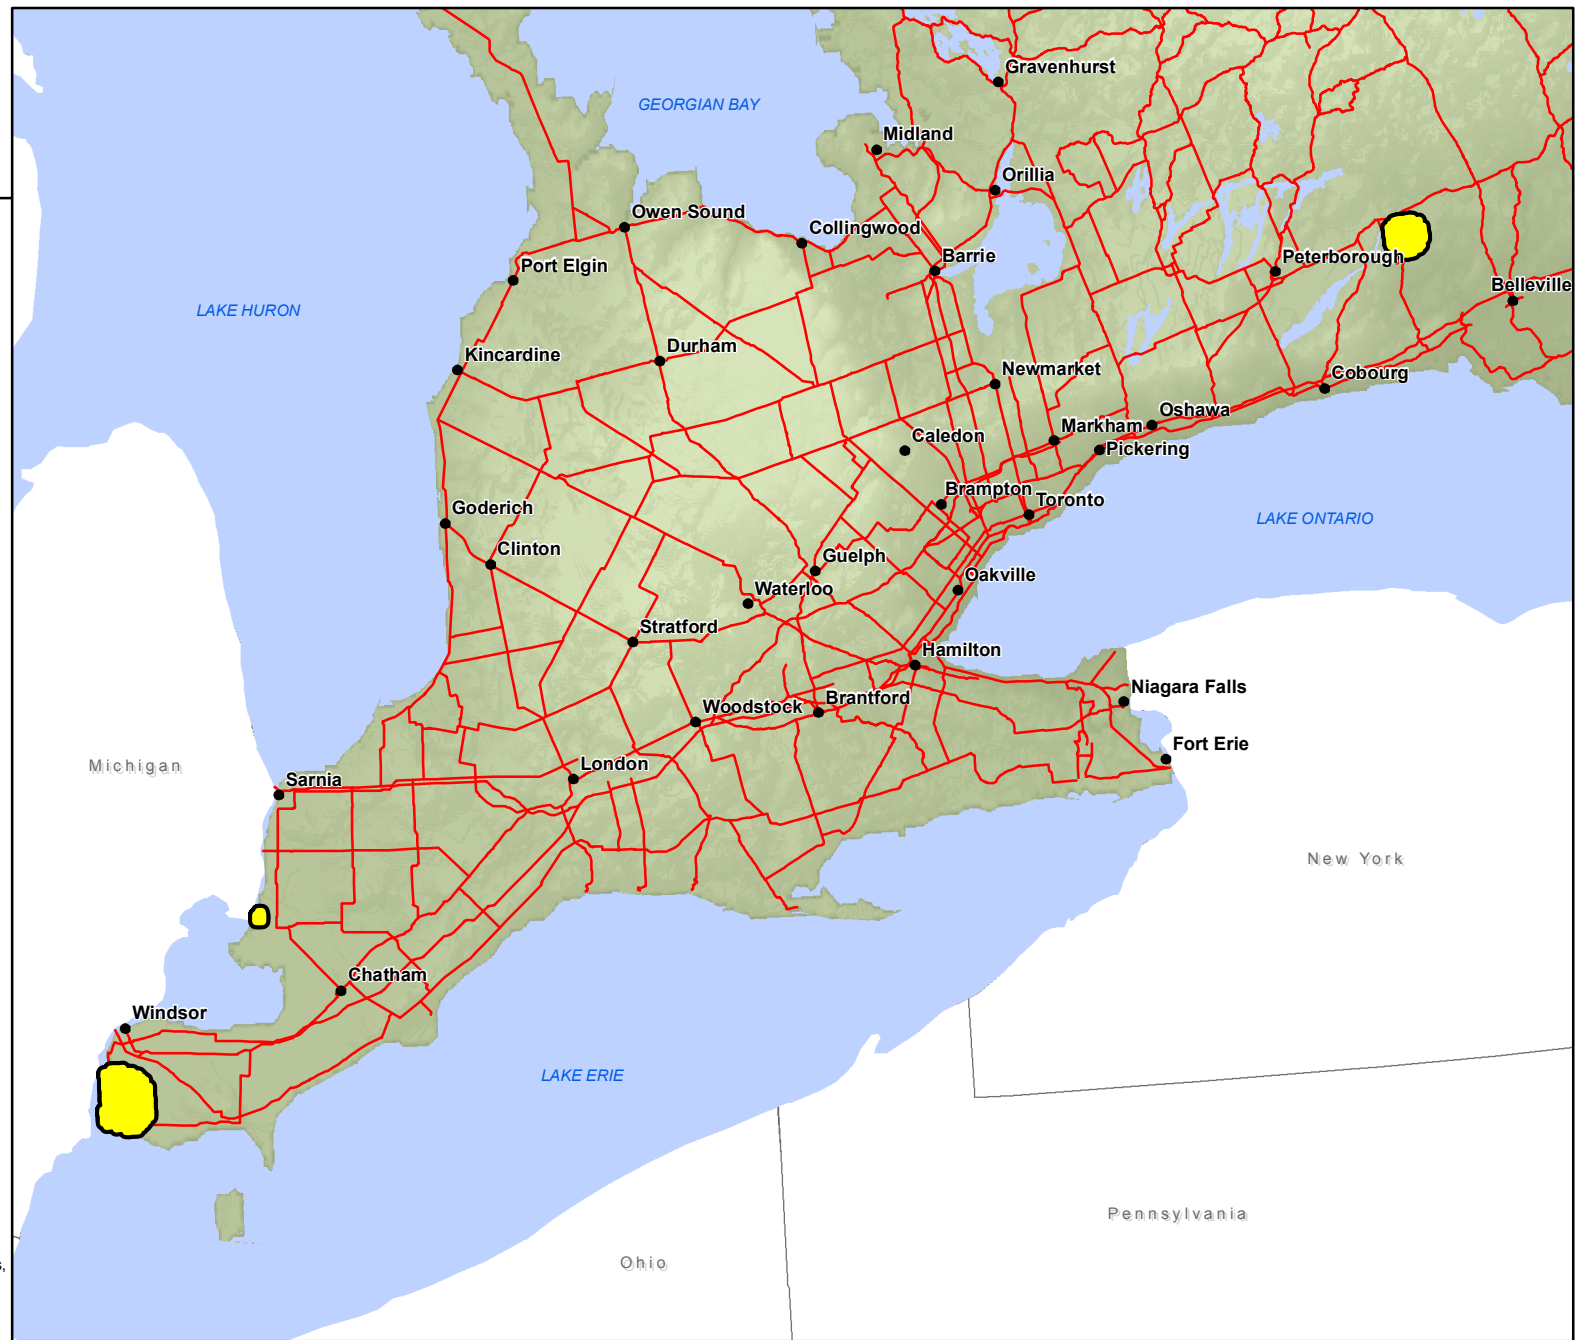 Gravenhurst
GEORGIAN BAY
Midland
Orillia
Owen Sound
Collingwood
Barrie
Peterborough
Port Elgin
Belleville
LAKE HURON
Durham
Kincardine
Newmarket
Cobourg
Oshawa
Markham
Caledon
Pickering
Brampton
Toronto
Goderich
LAKE ONTARIO
Clinton
Guelph
Oakville
Waterloo
Stratford
Hamilton
Niagara Falls
Brantford
Woodstock
Fort Erie
Michigan
London
Sarnia
New York
Chatham
Windsor
LAKE ERIE
Pennsylvania
Ohio